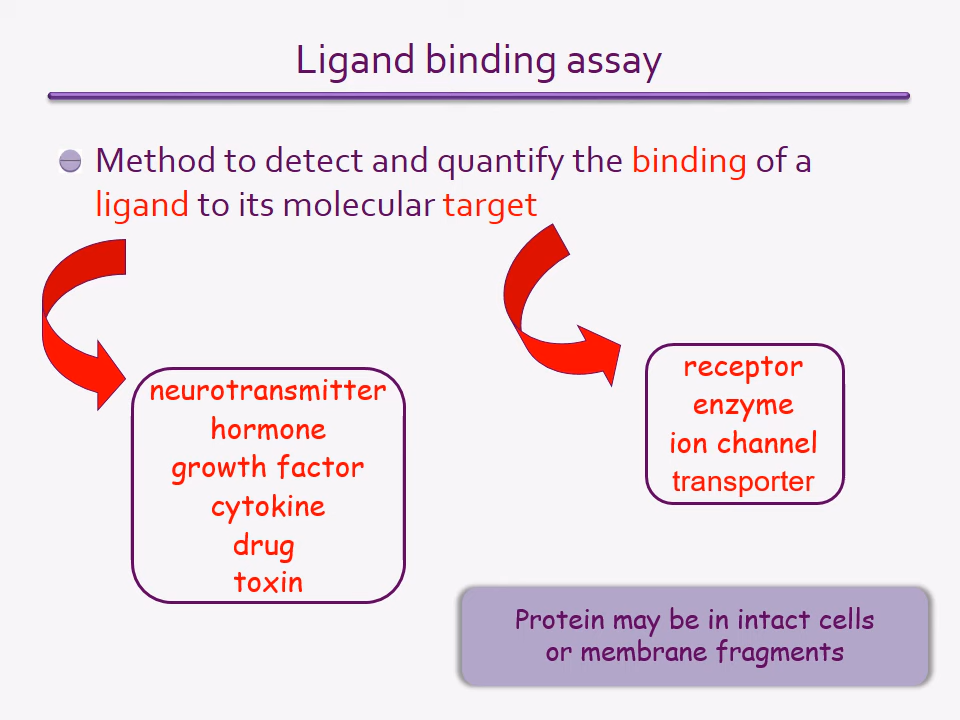 Ligand binding assay
Method to detect and quantify the binding of a
ligand to its molecular target
neurotransmitter
hormone
growth factor
cytokine
drug
toxin
receptor
enzyme
ion channel
transporter
Protein may be in intact cells
or membrane fragments